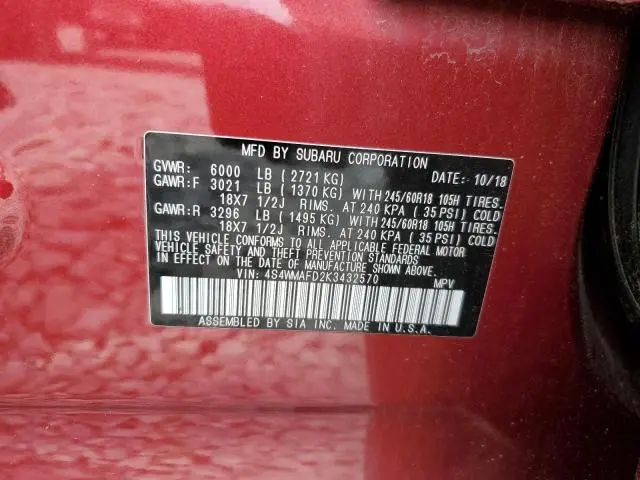 MFD BY SUBARU CORPORATION
GVWR: 6000 LB ( 2721 KG) DATE: 10/18
GAWR:F 3021 LB ( 1370 KG) WITH 245/60R18 105H TIRES.
18X7 1/2J RIMS. AT 240 KPA ( 35 PSI) COLD
GAWR:R 3296 LB ( 1495 KG) WITH 245/60R18 105H TIRES.
18X7 1/2J RIMS. AT 240 KPA ( 35 PSI) COLD
THIS VEHICLE CONFORMS TO ALL APPLICABLE FEDERAL MOTOR
VEHICLE SAFETY AND THEFT PREVENTION STANDARDS
IN EFFECT ON THE DATE OF MANUFACTURE SHOWN ABOVE.
VIN: 4S4WMAFD2K3432570 MPV
ASSEMBLED BY SIA INC. MADE IN U.S.A.